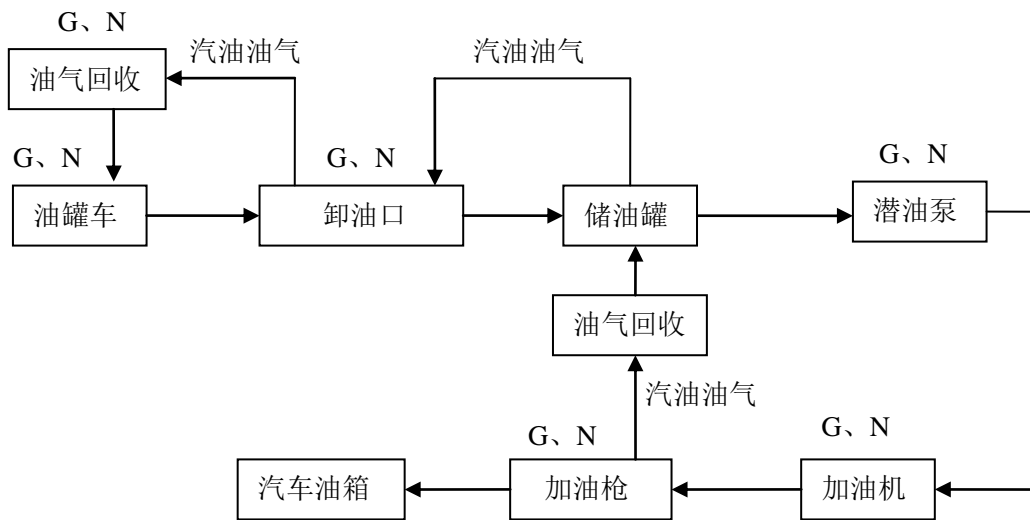 G、N
汽油油气
汽油油气
油气回收
G、N
G、N
G、N
油罐车
卸油口
储油罐
潜油泵
油气回收
汽油油气
G、N
G、N
汽车油箱
加油枪
加油机